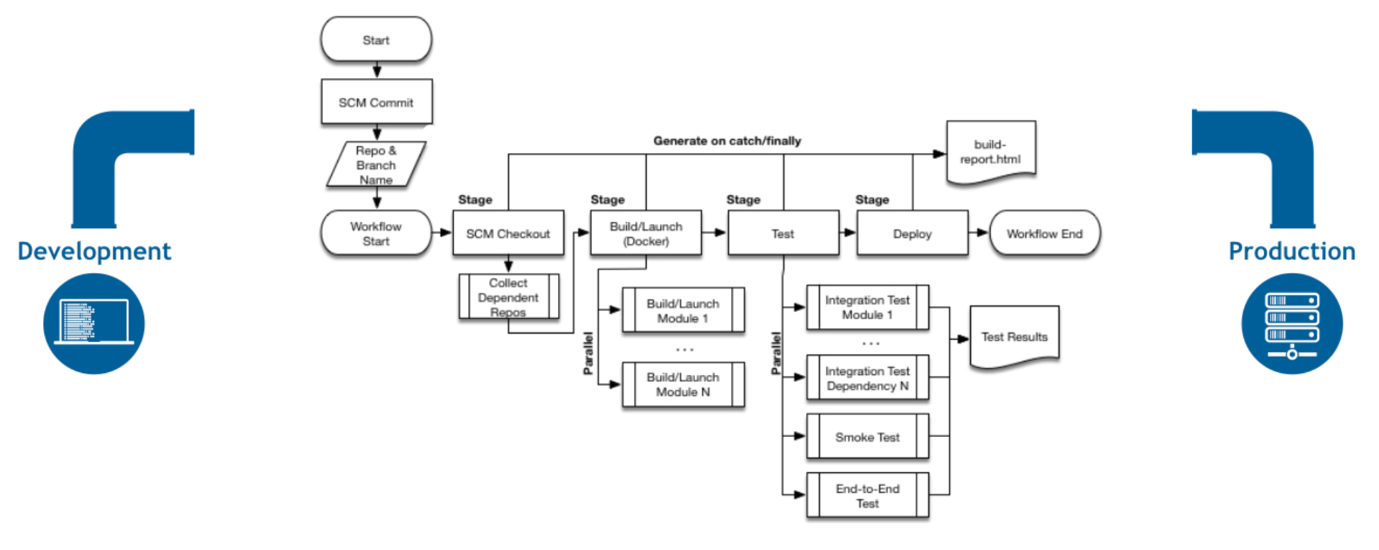 Start
SCM Commit
Repo &
Branch
Name
Workflow
Start
Development
Generate on catch/finally
build-
report.html
Stage
SCM Checkout
Collect
Dependent
Repos
Stage
Build/Launch
(Docker)
Parallel
Build/Launch
Module 1
...
Build/Launch
Module N
Stage
Test
Parallel
Integration Test
Module 1
...
Integration Test
Dependency N
Smoke Test
End-to-End
Test
Test Results
Stage
Deploy
Workflow End
Production